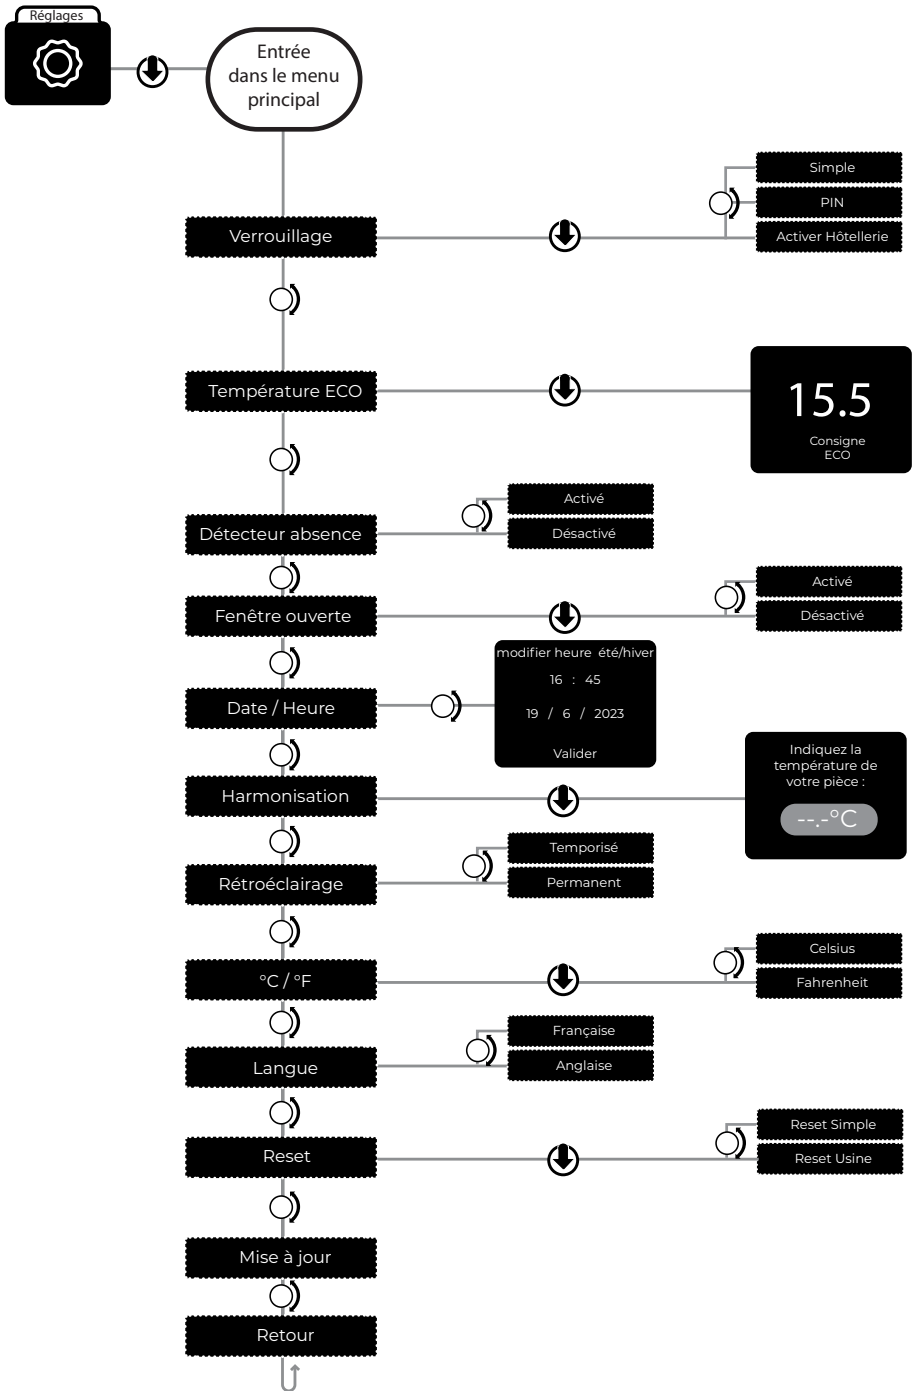 Réglages
Entrée
dans le menu
principal
Simple
PIN
Verrouillage
Activer Hôtellerie
Température ECO
15.5
Consigne
ECO
Activé
Détecteur absence
Désactivé
Activé
Fenêtre ouverte
Désactivé
modifier heure été/hiver
16 : 45
Date / Heure
19 / 6 / 2023
Valider
Indiquez la
température de
votre pièce :
Harmonisation
--.-°C
Temporisé
Rétroéclairage
Permanent
Celsius
°C / °F
Fahrenheit
Française
Langue
Anglaise
Reset Simple
Reset
Reset Usine
Mise à jour
Retour